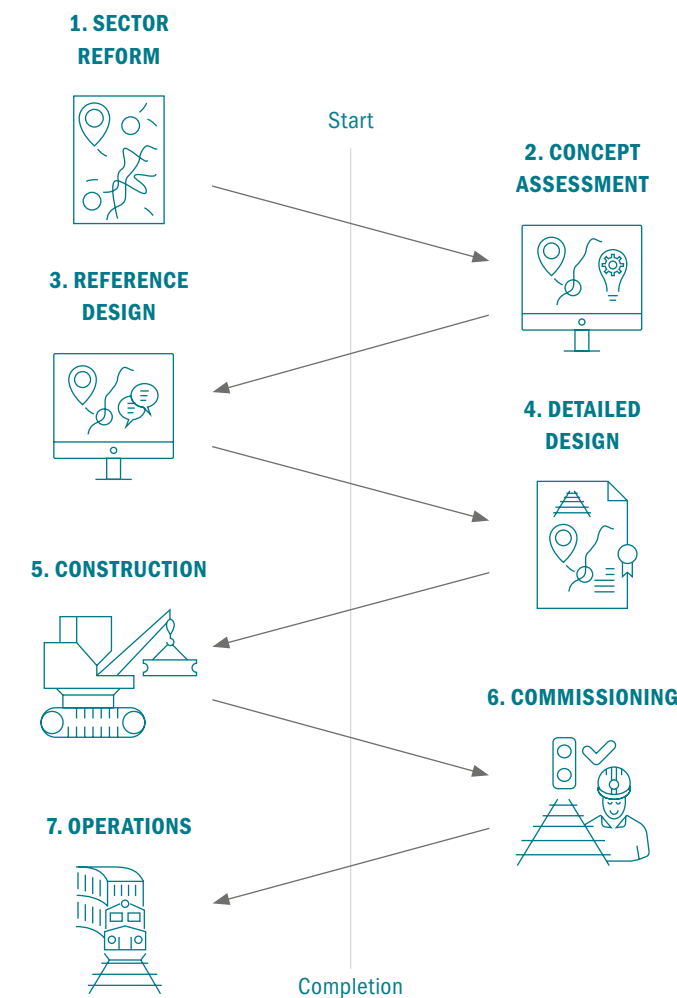 1. SECTOR
REFORM
Start
2. CONCEPT
ASSESSMENT
3. REFERENCE
DESIGN
4. DETAILED
DESIGN
5. CONSTRUCTION
6. COMMISSIONING
7. OPERATIONS
Completion